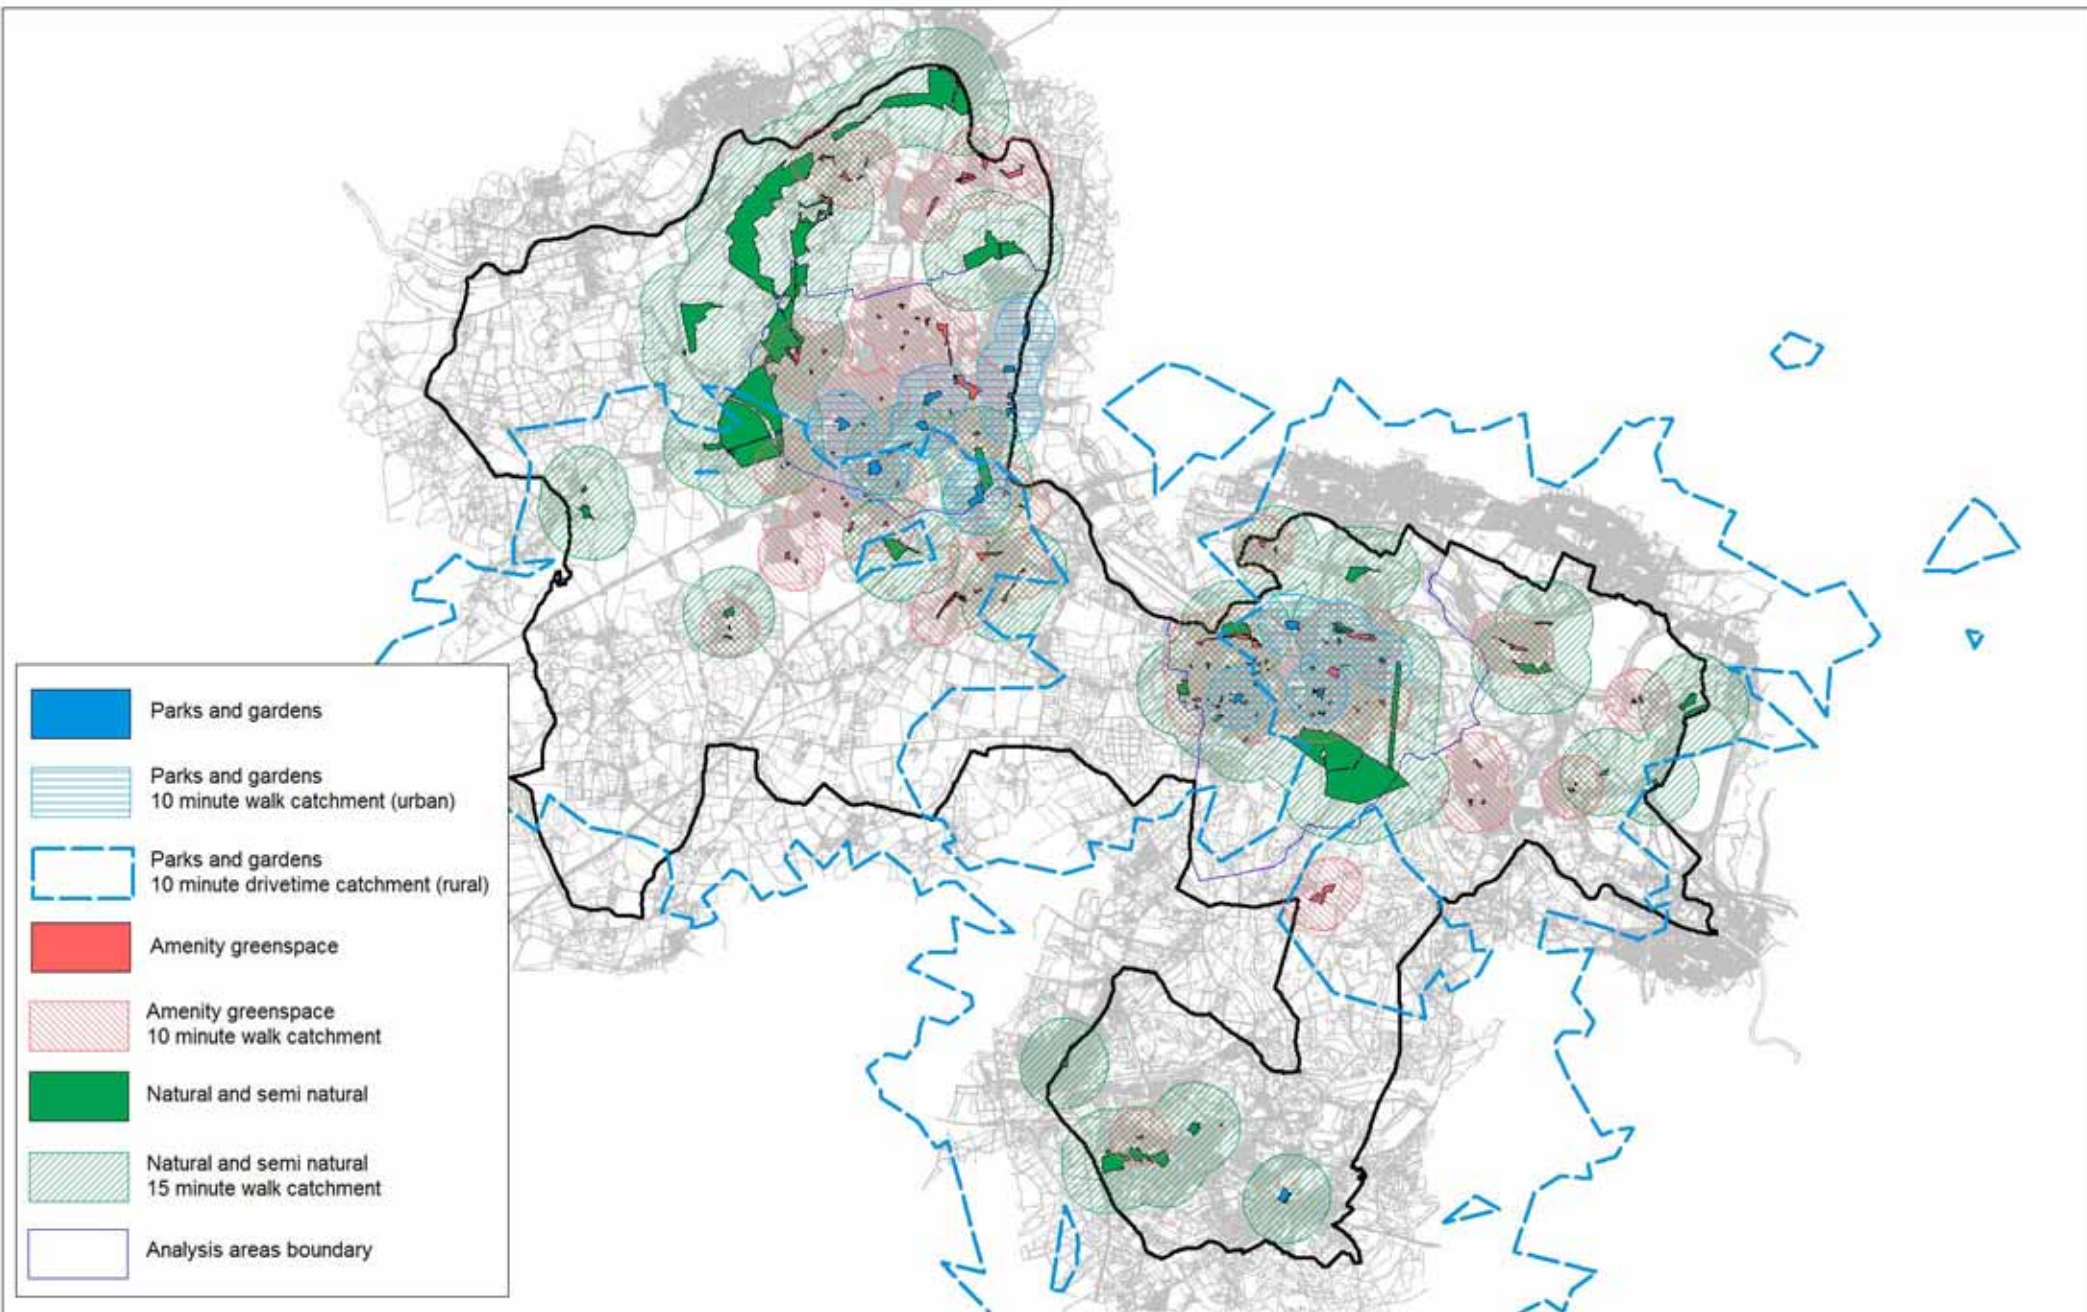 Parks and gardens
Parks and gardens
10 minute walk catchment (urban)
Parks and gardens
10 minute drivetime catchment (rural)
Amenity greenspace
Amenity greenspace
10 minute walk catchment
Natural and semi natural
Natural and semi natural
15 minute walk catchment
Analysis areas boundary